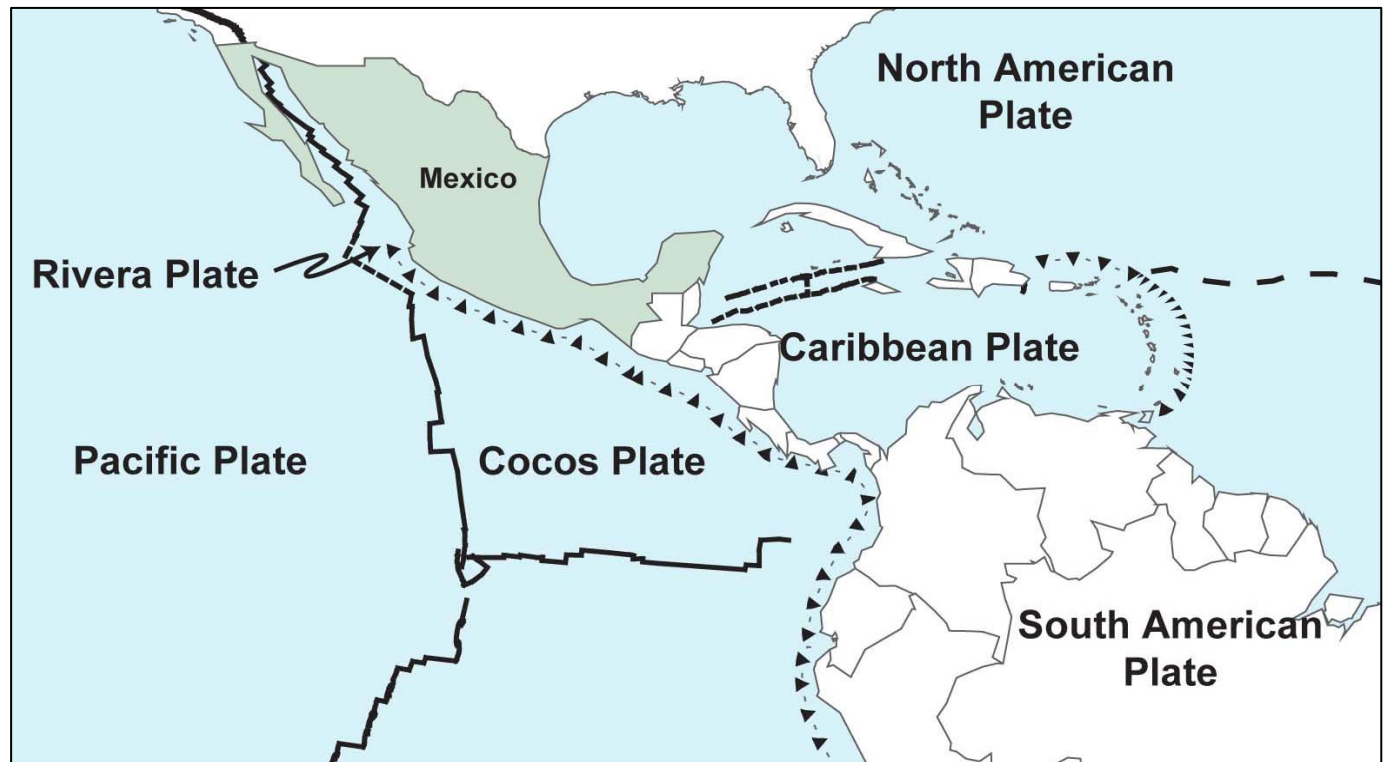 North American
Plate
Mexico
Rivera Plate
Caribbean Plate
Pacific Plate
Cocos Plate
South American
Plate